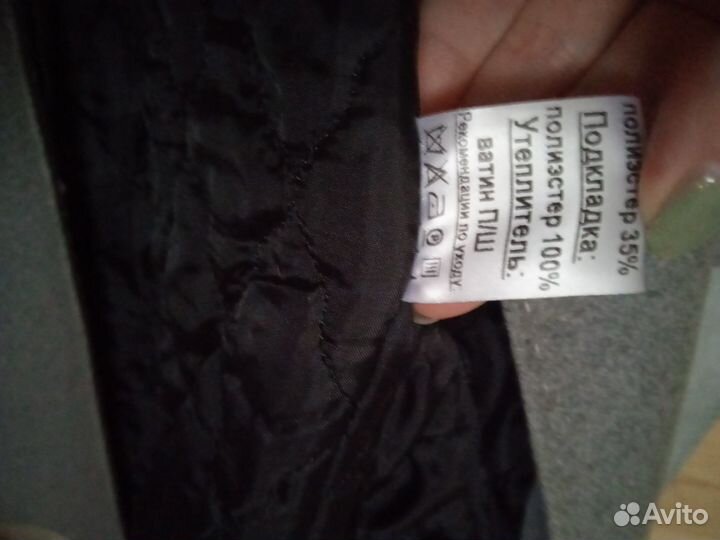 полиэстер 35%
Подкладка:
полиэстер 100%
Утеплитель:
ватин П/Ш
Рекомендации по уходу:
Avito